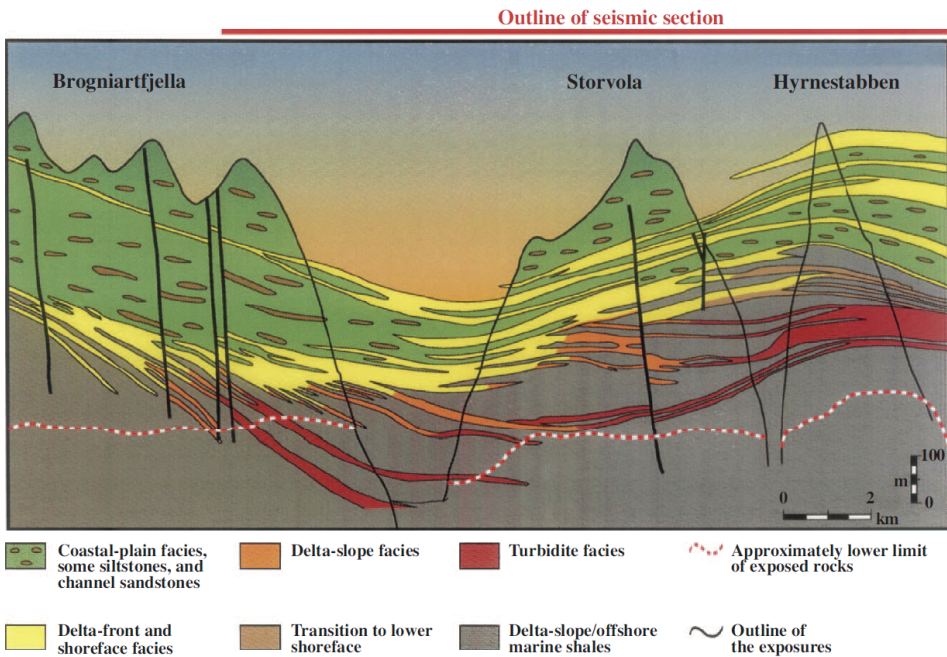 Outline of seismic section
Brogniartfjella
Storvola
Hyrnestabben
100
m
0
0
2
km
Coastal-plain facies,
some siltstones, and
channel sandstones
Delta-slope facies
Turbidite facies
Approximately lower limit
of exposed rocks
Delta-front and
shoreface facies
Transition to lower
shoreface
Delta-slope/offshore
marine shales
Outline of
the exposures